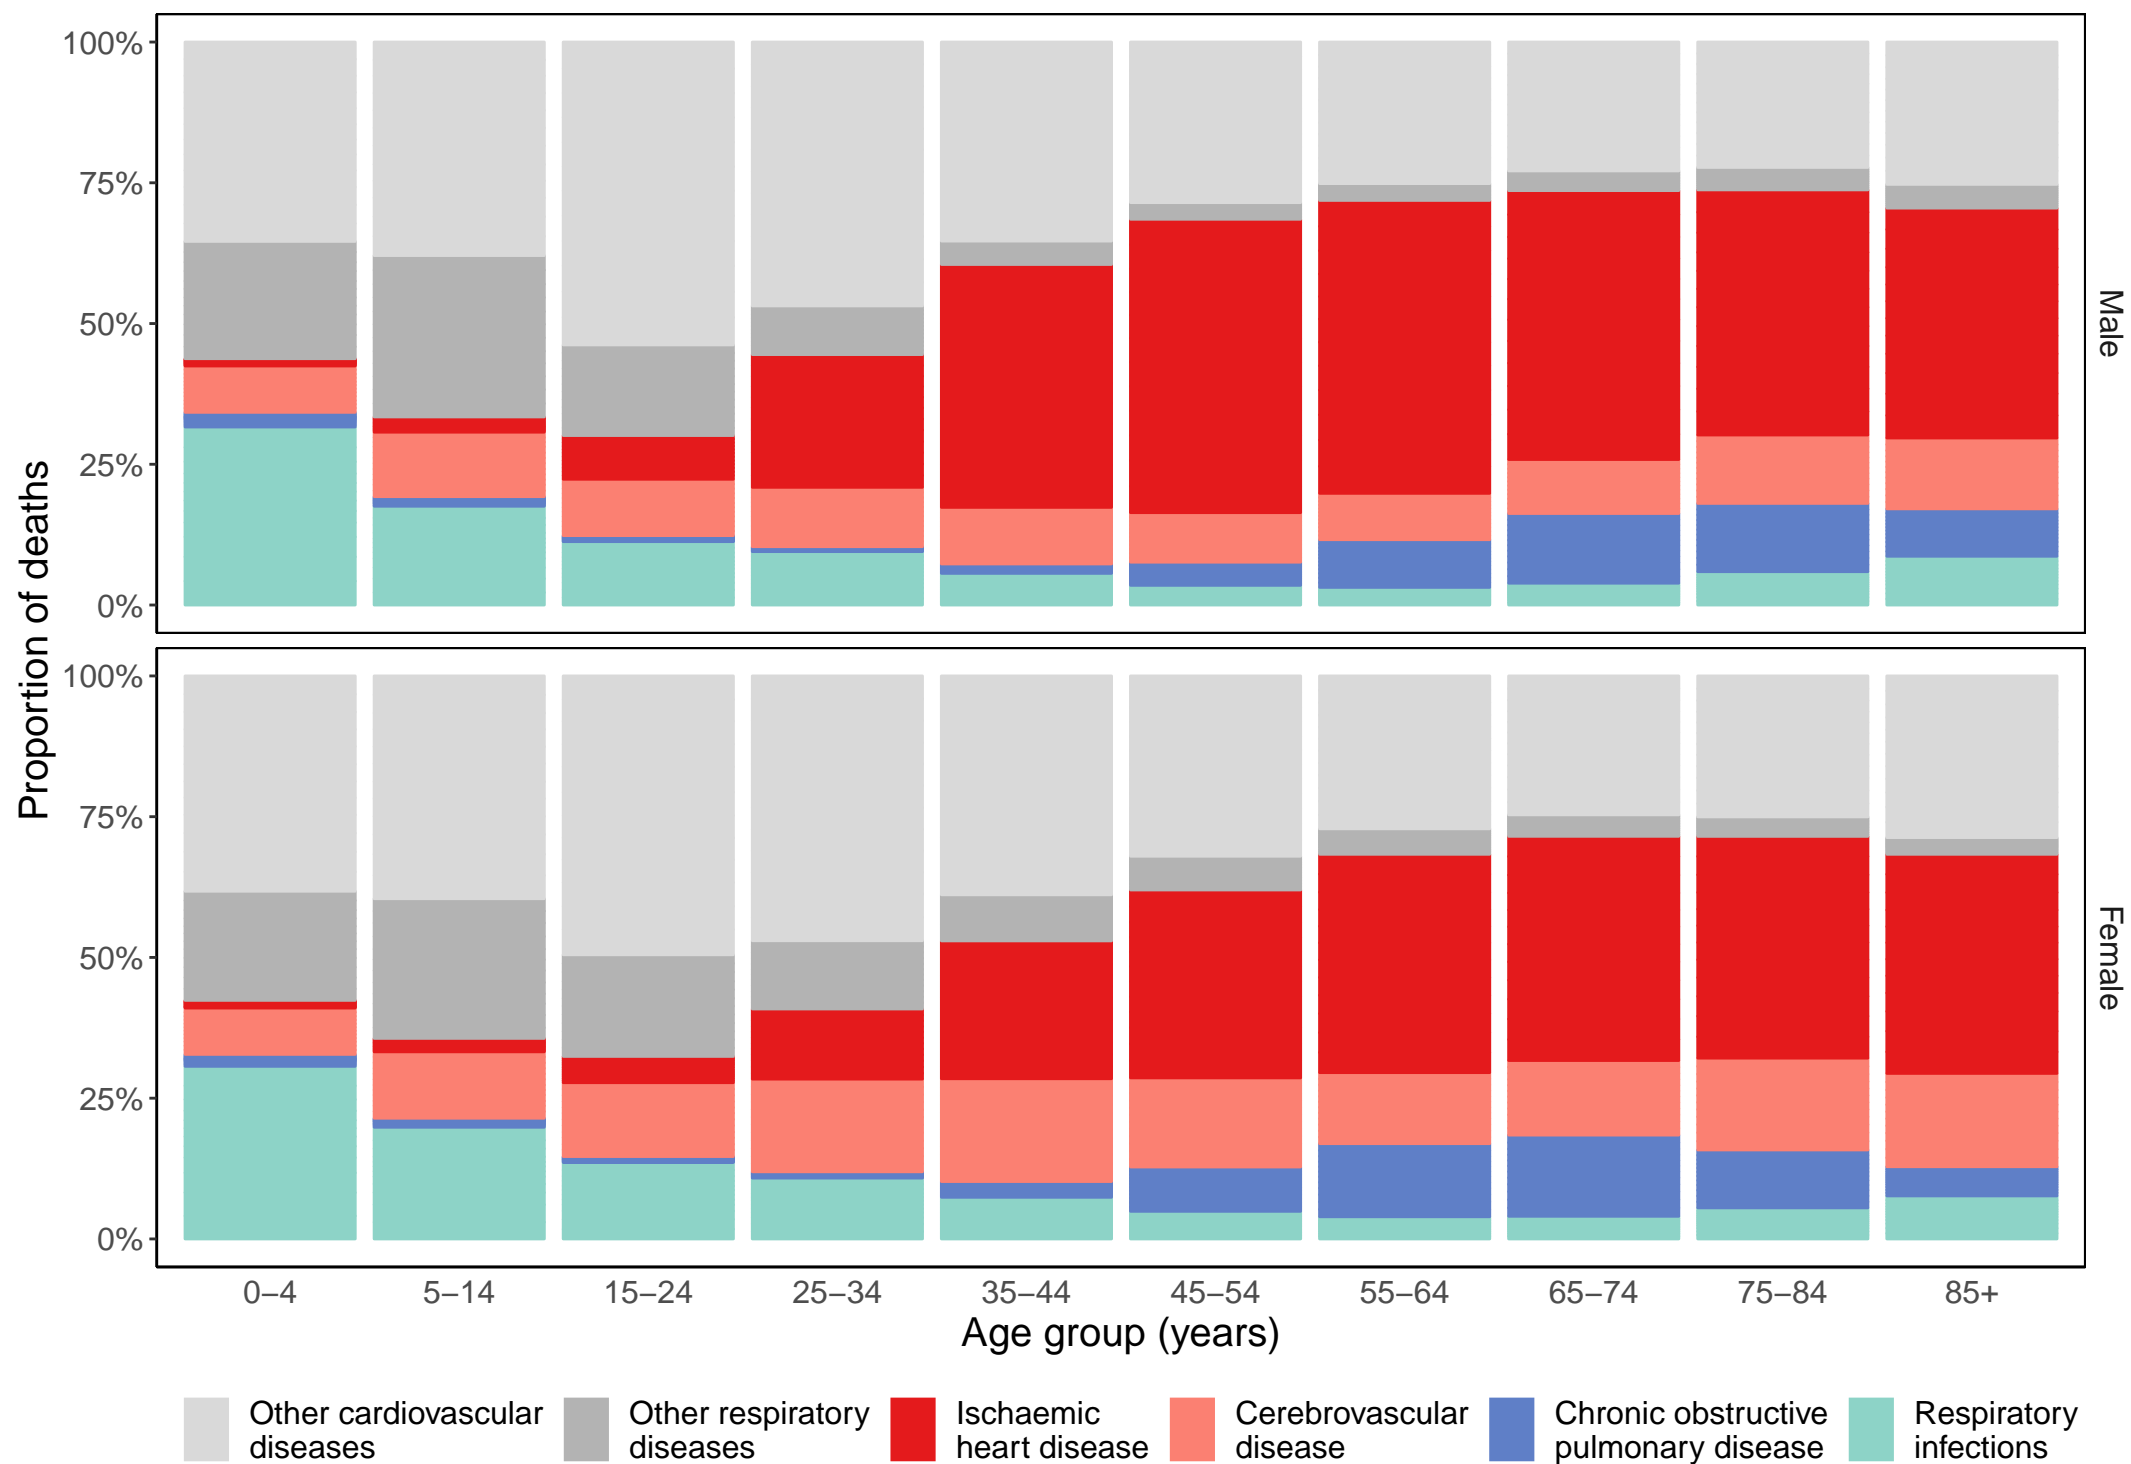 Proportion of deaths
100%
75%
50%
25%
0%
Male
100%
75%
50%
25%
0%
Female
0–4 5–14 15–24 25–34 35–44 45–54 55–64 65–74 75–84 85+
Age group (years)
Other cardiovascular diseases
Other respiratory diseases
Ischaemic heart disease
Cerebrovascular disease
Chronic obstructive pulmonary disease
Respiratory infections